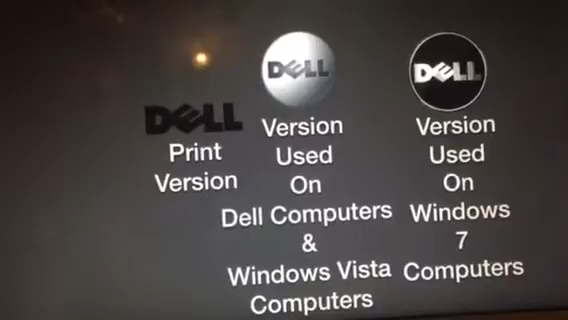 DELL
Print
Version
DELL
Version
Used
On
Dell Computers
&
Windows Vista
Computers
DELL
Version
Used
On
Windows
7
Computers